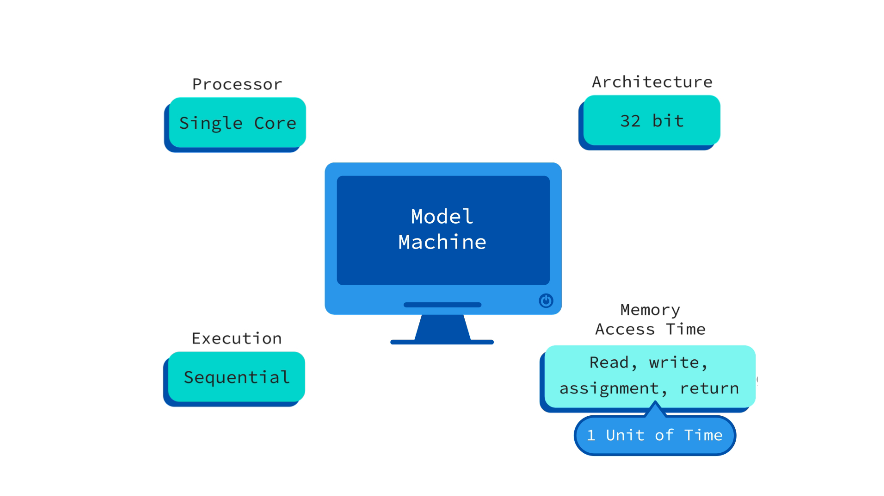 Processor
Single Core
Architecture
32 bit
Model
Machine
Execution
Sequential
Memory
Access Time
Read, write,
assignment, return
1 Unit of Time